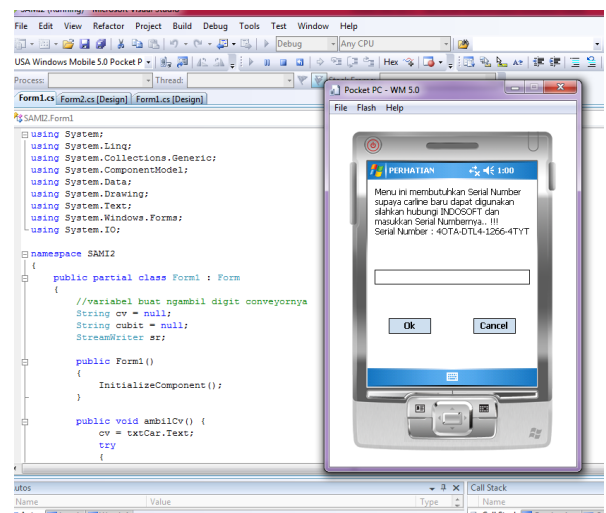 SAMI2 (Running) - Microsoft Visual Studio
File Edit View Refactor Project Build Debug Tools Test Window Help
Debug Any CPU
USA Windows Mobile 5.0 Pocket P Hex
Process: Thread: Stack Frame:
Form1.cs Form2.cs [Design] Form1.cs [Design]
SAMI2.Form1
using System;
using System.Linq;
using System.Collections.Generic;
using System.ComponentModel;
using System.Data;
using System.Drawing;
using System.Text;
using System.Windows.Forms;
using System.IO;
namespace SAMI2
{
public partial class Form1 : Form
{
//variabel buat ngambil digit conveyornya
String cv = null;
String cubit = null;
StreamWriter sr;
public Form1()
{
InitializeComponent();
}
public void ambilCv() {
cv = txtCar.Text;
try
{
Pocket PC - WM 5.0
File Flash Help
PERHATIAN 1:00
Menu ini membutuhkan Serial Number
supaya carline baru dapat digunakan
silahkan hubungi INDOSOFT dan
masukkan Serial Numbernya.. !!!
Serial Number : 4OTA-DTL4-1266-4TYT
Ok Cancel
utos
Name Value Type
Call Stack
Name